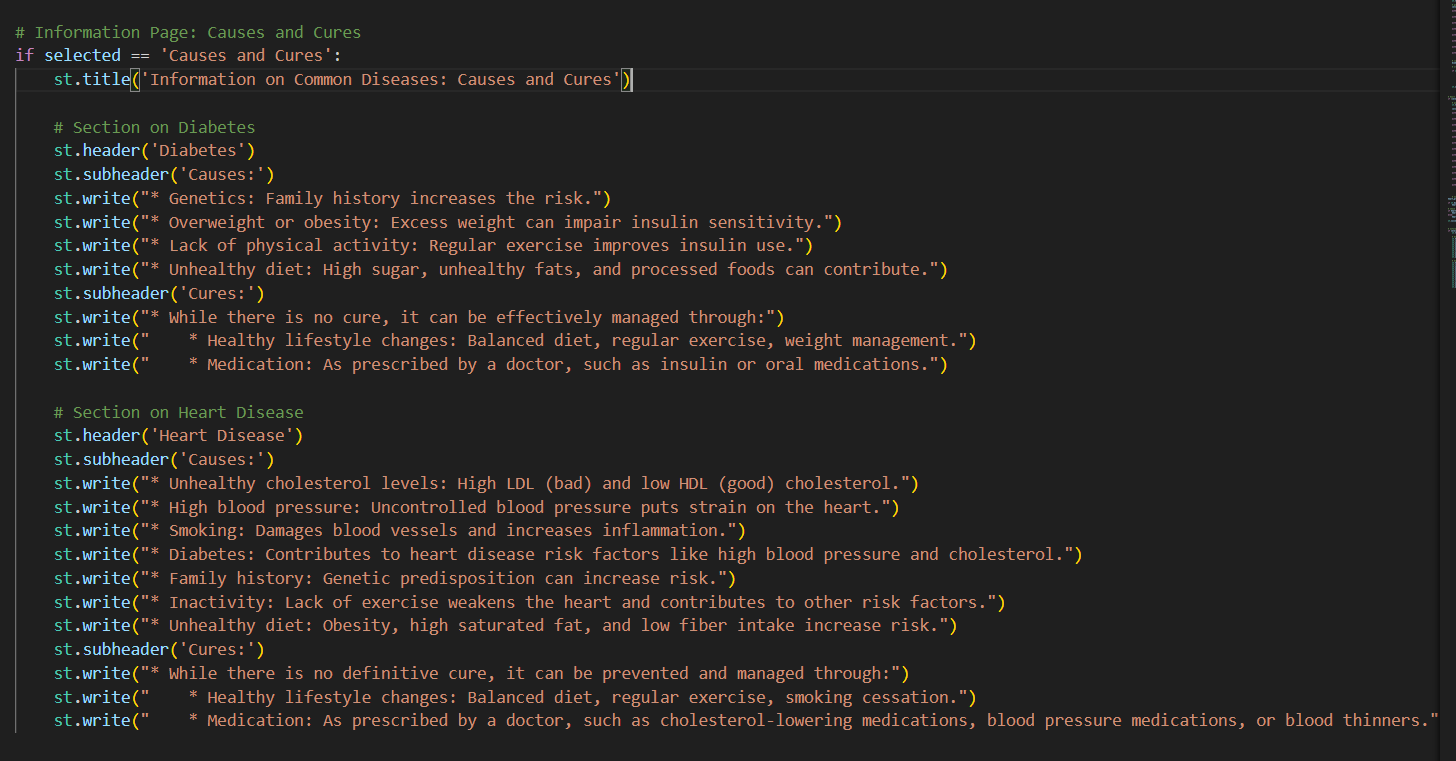 # Information Page: Causes and Cures
if selected == 'Causes and Cures':
    st.title('Information on Common Diseases: Causes and Cures')

    # Section on Diabetes
    st.header('Diabetes')
    st.subheader('Causes:')
    st.write("* Genetics: Family history increases the risk.")
    st.write("* Overweight or obesity: Excess weight can impair insulin sensitivity.")
    st.write("* Lack of physical activity: Regular exercise improves insulin use.")
    st.write("* Unhealthy diet: High sugar, unhealthy fats, and processed foods can contribute.")
    st.subheader('Cures:')
    st.write("* While there is no cure, it can be effectively managed through:")
    st.write("    * Healthy lifestyle changes: Balanced diet, regular exercise, weight management.")
    st.write("    * Medication: As prescribed by a doctor, such as insulin or oral medications.")

    # Section on Heart Disease
    st.header('Heart Disease')
    st.subheader('Causes:')
    st.write("* Unhealthy cholesterol levels: High LDL (bad) and low HDL (good) cholesterol.")
    st.write("* High blood pressure: Uncontrolled blood pressure puts strain on the heart.")
    st.write("* Smoking: Damages blood vessels and increases inflammation.")
    st.write("* Diabetes: Contributes to heart disease risk factors like high blood pressure and cholesterol.")
    st.write("* Family history: Genetic predisposition can increase risk.")
    st.write("* Inactivity: Lack of exercise weakens the heart and contributes to other risk factors.")
    st.write("* Unhealthy diet: Obesity, high saturated fat, and low fiber intake increase risk.")
    st.subheader('Cures:')
    st.write("* While there is no definitive cure, it can be prevented and managed through:")
    st.write("    * Healthy lifestyle changes: Balanced diet, regular exercise, smoking cessation.")
    st.write("    * Medication: As prescribed by a doctor, such as cholesterol-lowering medications, blood pressure medications, or blood thinners."